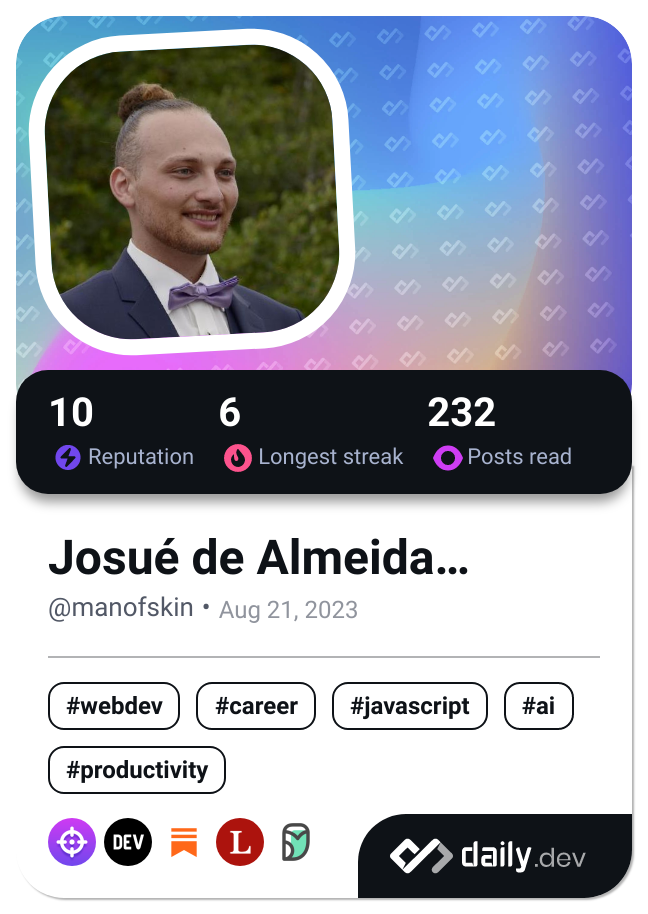 10 6 232
Reputation Longest streak Posts read
Josué de Almeida...
@manofskin • Aug 21, 2023
#webdev #career #javascript #ai
#productivity
DEV L daily.dev